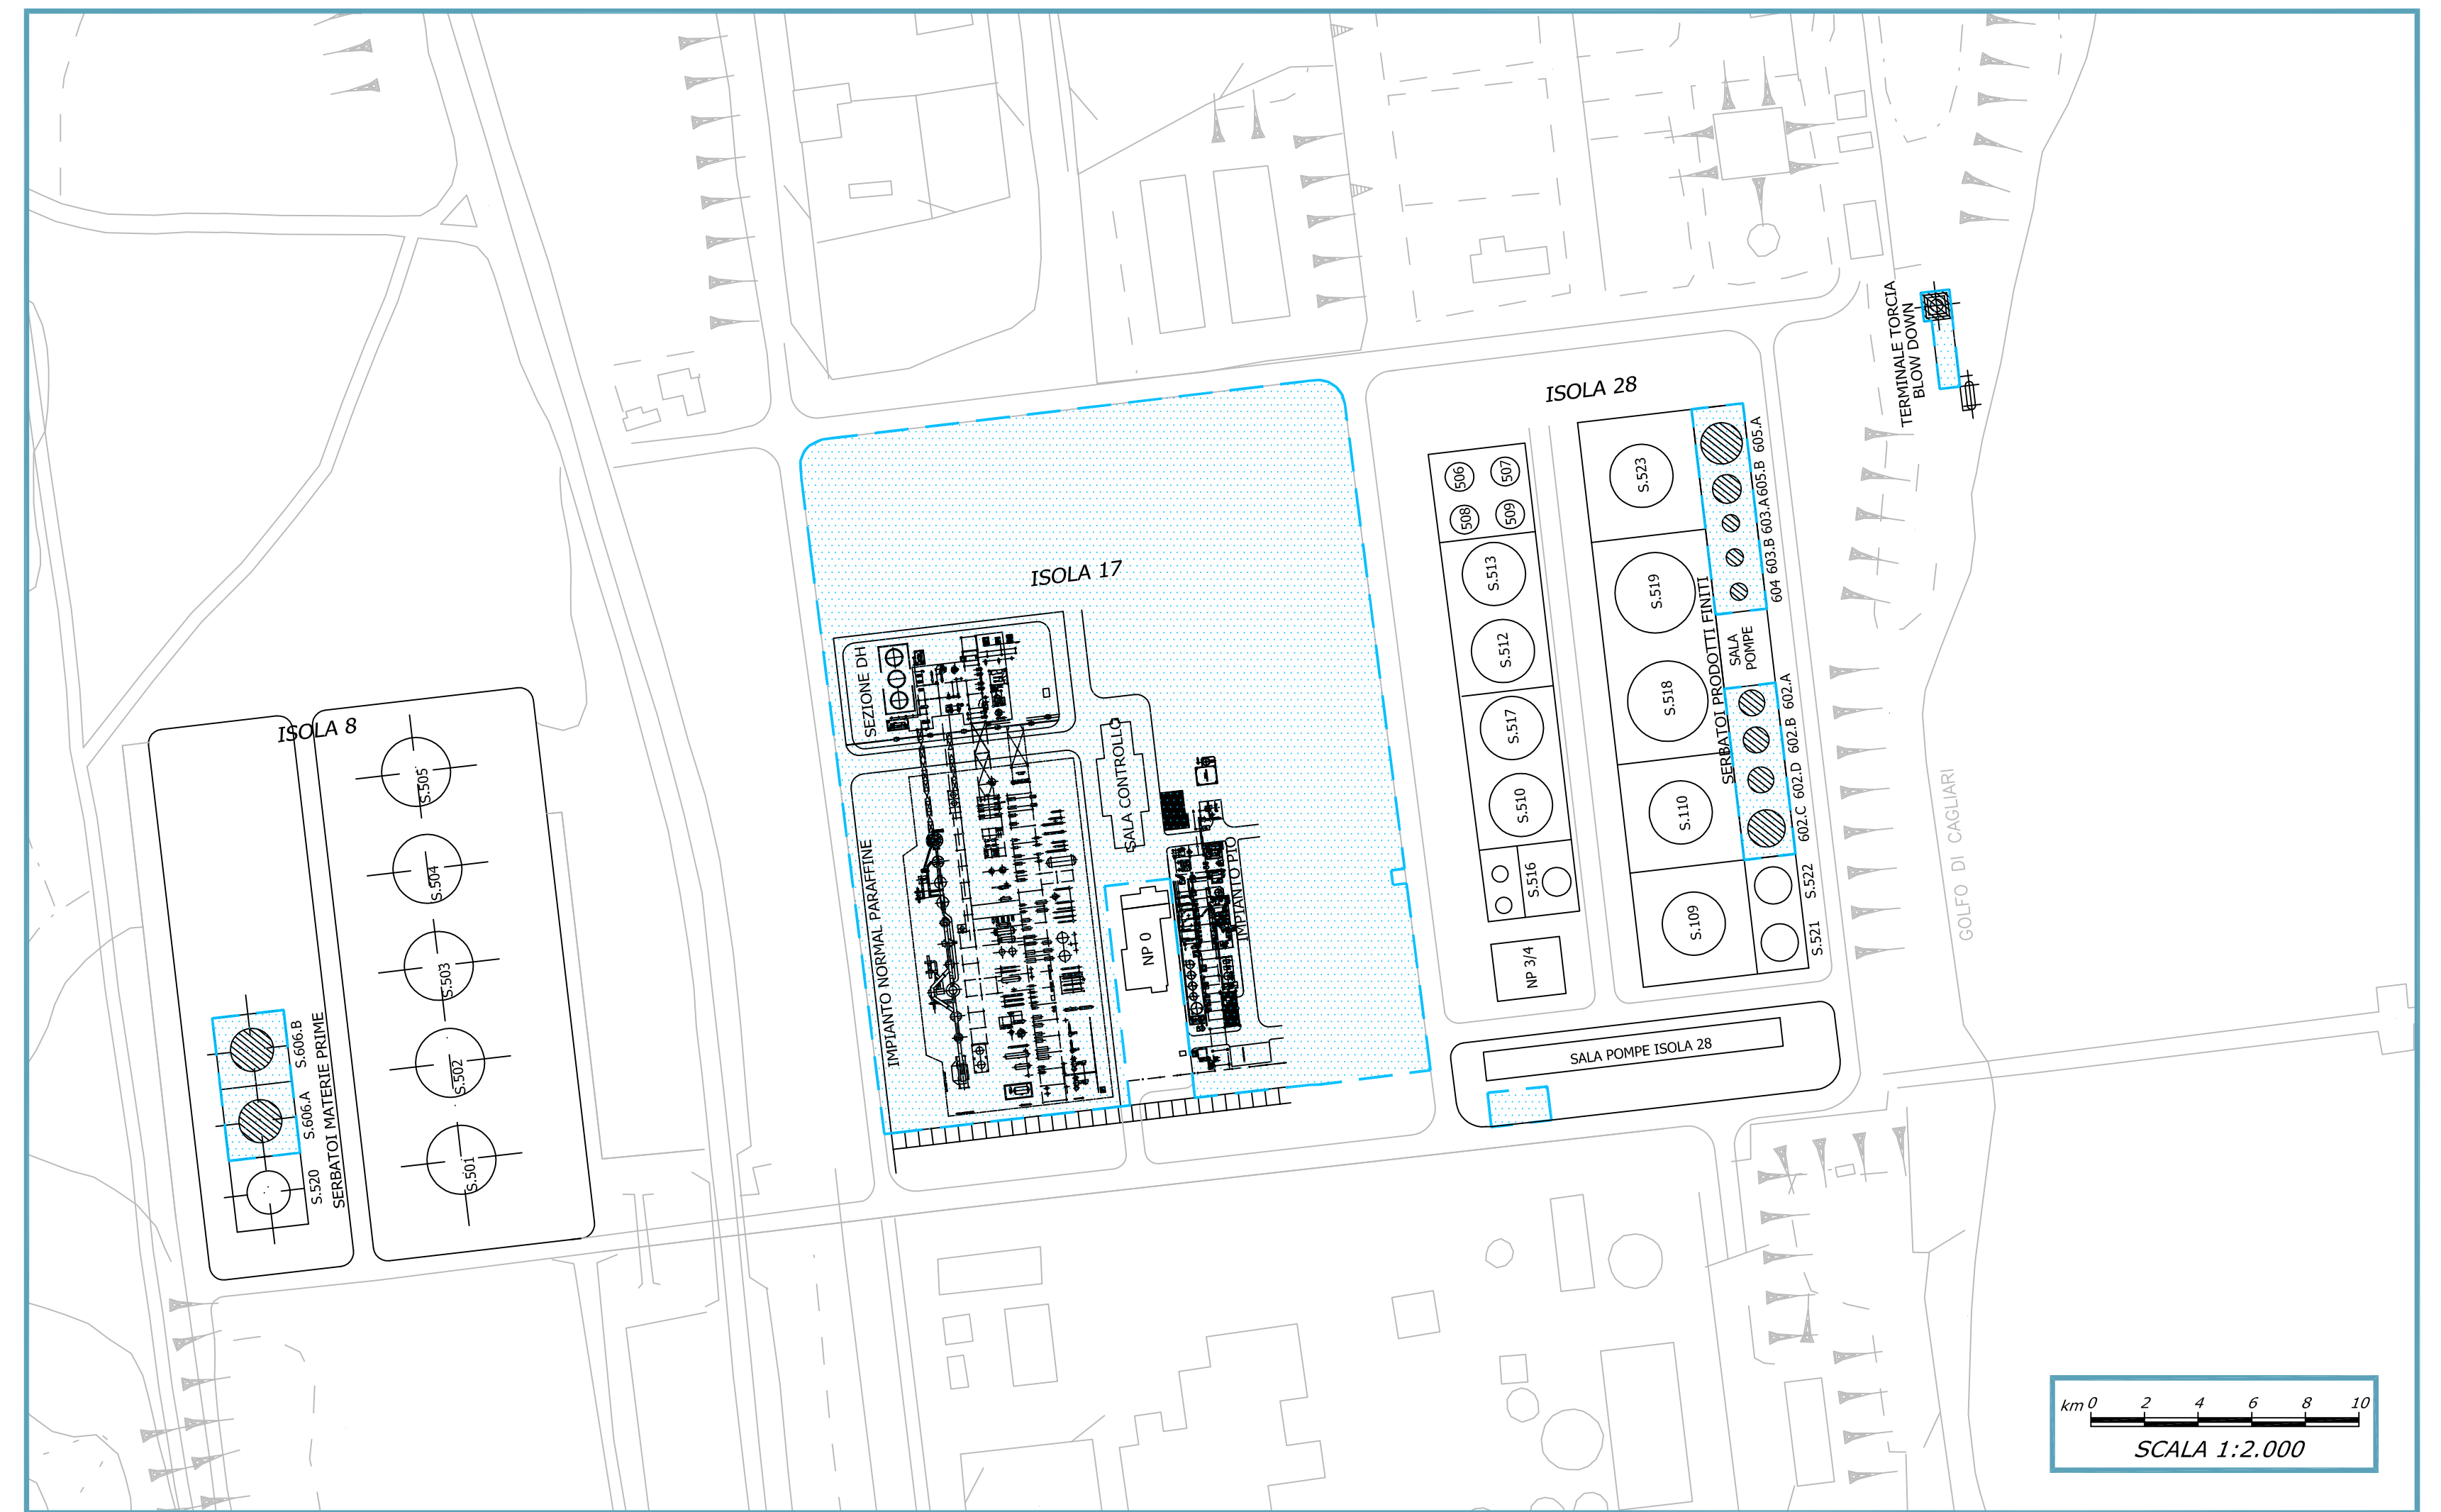 ISOLA 8
S.505
S.504
S.503
S.502
S.501
S.606.B
S.606.A
S.520
SERBATOI MATERIE PRIME
ISOLA 17
SEZIONE DH
IMPIANTO NORMAL PARAFFINE
SALA CONTROLLO
NP 0
IMPIANTO PIO
ISOLA 28
506
507
508
509
S.513
S.512
S.517
S.510
S.516
NP 3/4
S.523
S.519
S.518
S.110
S.109
SERBATOI PRODOTTI FINITI
605.A
605.B
603.A
603.B
604
SALA
POMPE
602.A
602.B
602.D
602.C
S.522
S.521
SALA POMPE ISOLA 28
TERMINALE TORCIA
BLOW DOWN
GOLFO DI CAGLIARI
km 0 2 4 6 8 10
SCALA 1:2.000